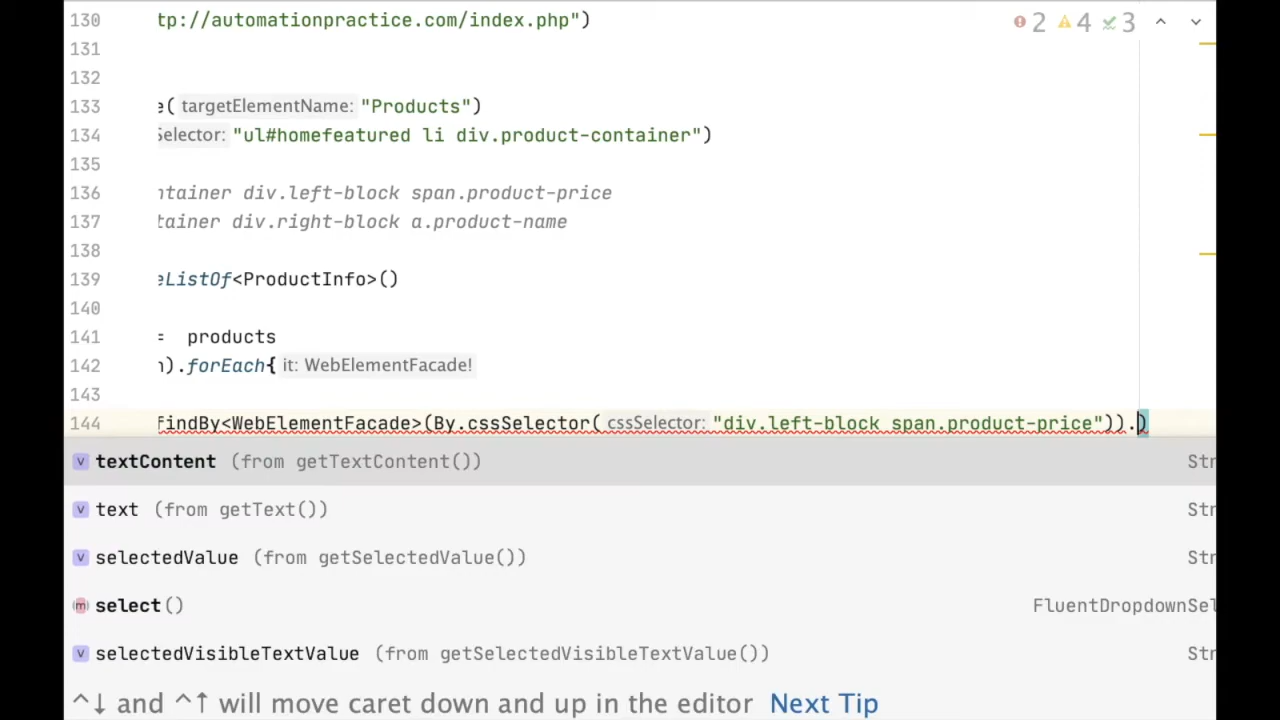 130 tp://automationpractice.com/index.php") 2 4 3
131
132
133 e( targetElementName: "Products")
134 Selector: "ul#homefeatured li div.product-container")
135
136 ntainer div.left-block span.product-price
137 tainer div.right-block a.product-name
138
139 eListOf<ProductInfo>()
140
141 = products
142 n).forEach{ it: WebElementFacade!
143
144 findBy<WebElementFacade>(By.cssSelector( cssSelector: "div.left-block span.product-price")).)
v textContent (from getTextContent()) Str
v text (from getText()) Str
v selectedValue (from getSelectedValue()) Str
m select() FluentDropdownSel
v selectedVisibleTextValue (from getSelectedVisibleTextValue()) Str
^↓ and ^↑ will move caret down and up in the editor Next Tip